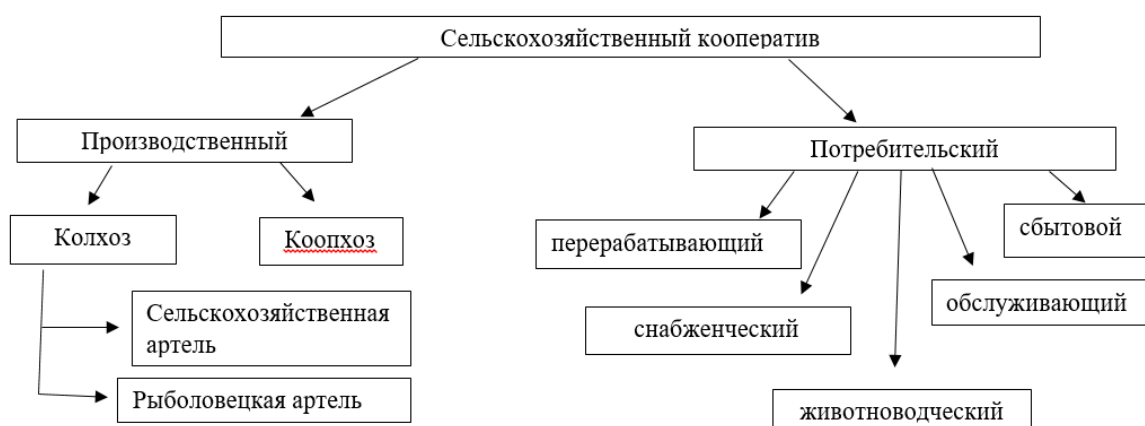 Сельскохозяйственный кооператив
Производственный
Потребительский
Колхоз
Коопхоз
перерабатывающий
сбытовой
Сельскохозяйственная
артель
снабженческий
обслуживающий
Рыболовецкая артель
животноводческий